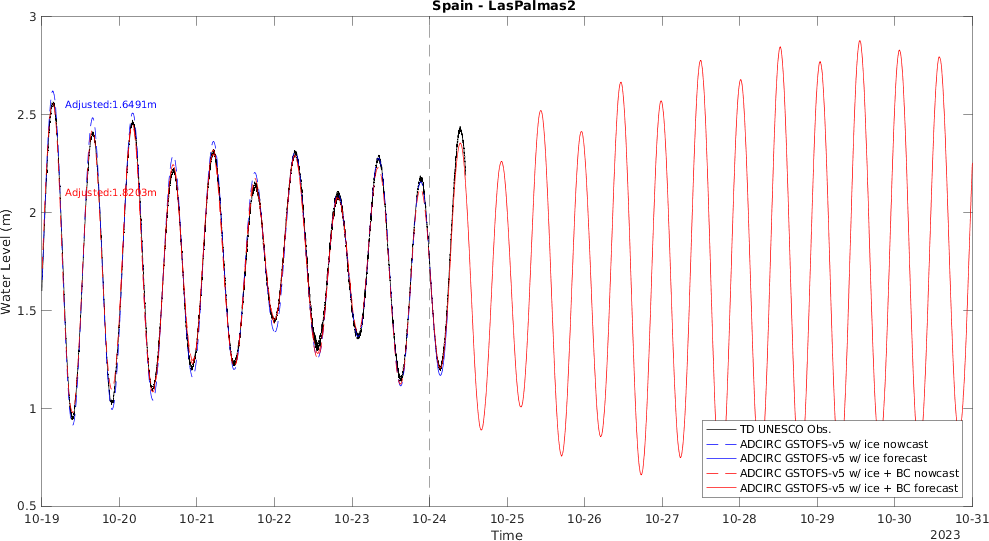 Spain - LasPalmas2
3
2.5
2
1.5
1
0.5
Water Level (m)
Adjusted:1.6491m
Adjusted:1.8203m
TD UNESCO Obs.
ADCIRC GSTOFS-v5 w/ ice nowcast
ADCIRC GSTOFS-v5 w/ ice forecast
ADCIRC GSTOFS-v5 w/ ice + BC nowcast
ADCIRC GSTOFS-v5 w/ ice + BC forecast
10-19 10-20 10-21 10-22 10-23 10-24 10-25 10-26 10-27 10-28 10-29 10-30 10-31
Time
2023